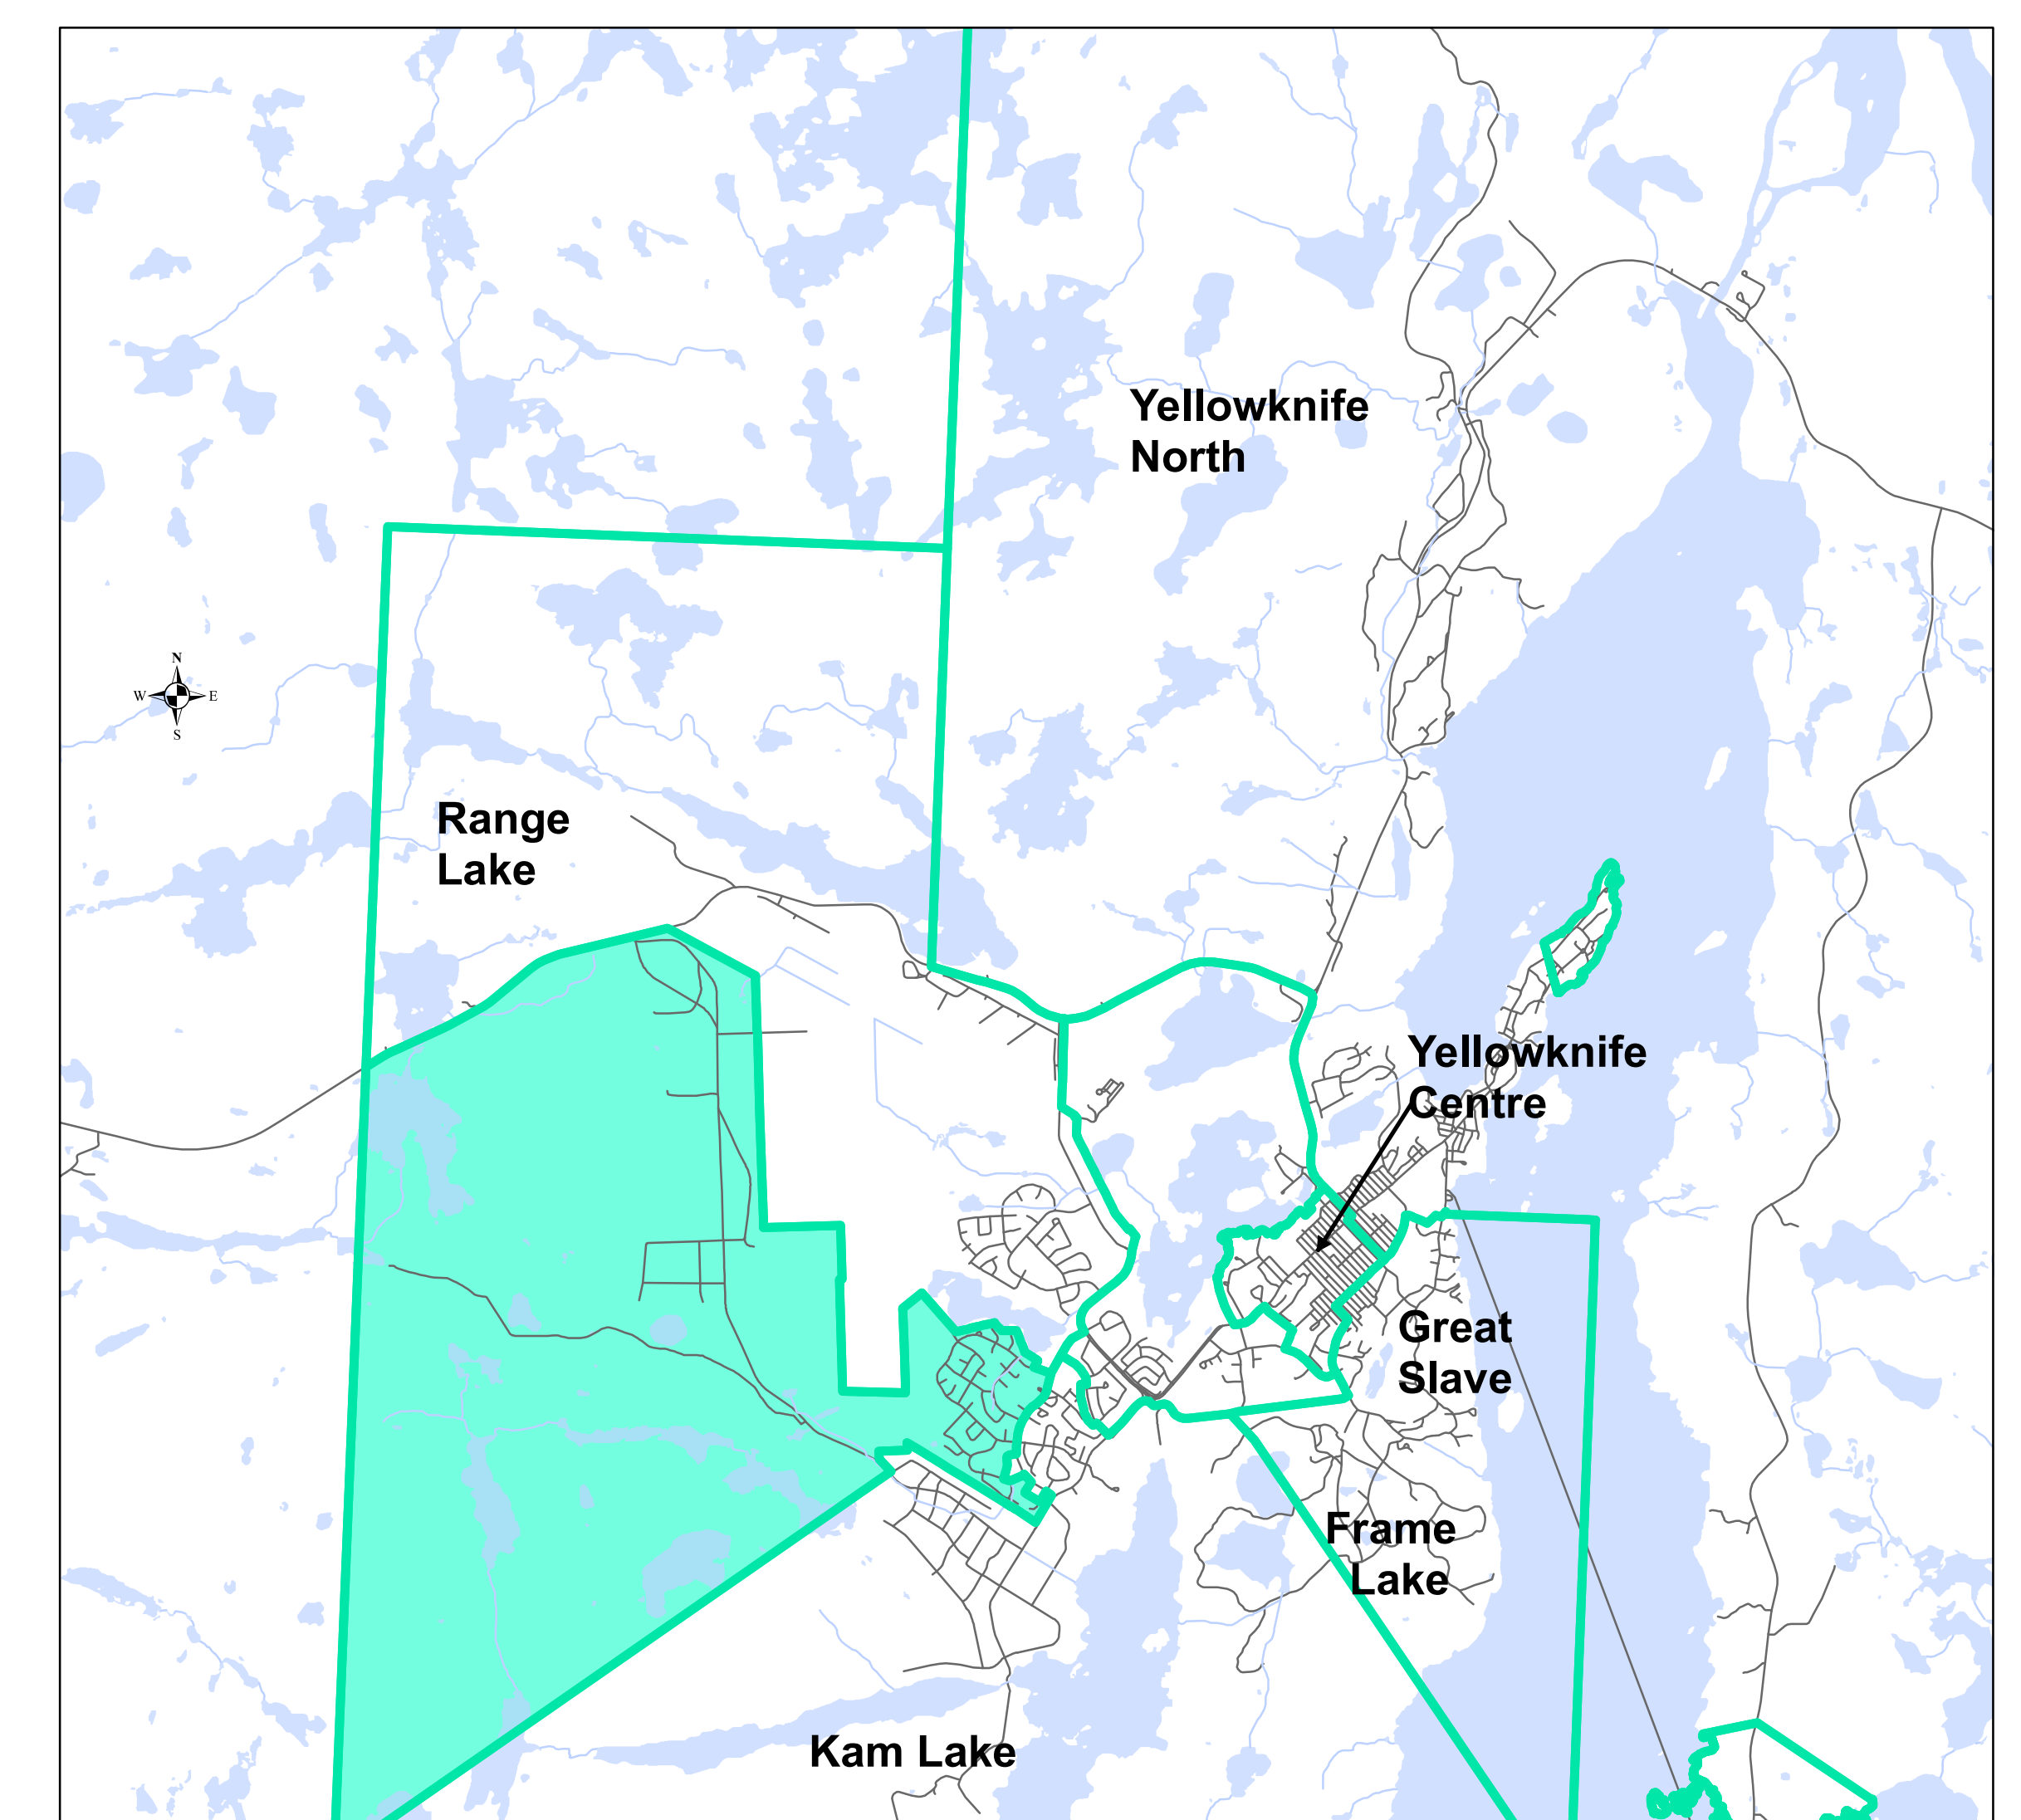 Yellowknife
North
N
W E
S
Range
Lake
Yellowknife
Centre
Great
Slave
Frame
Lake
Kam Lake